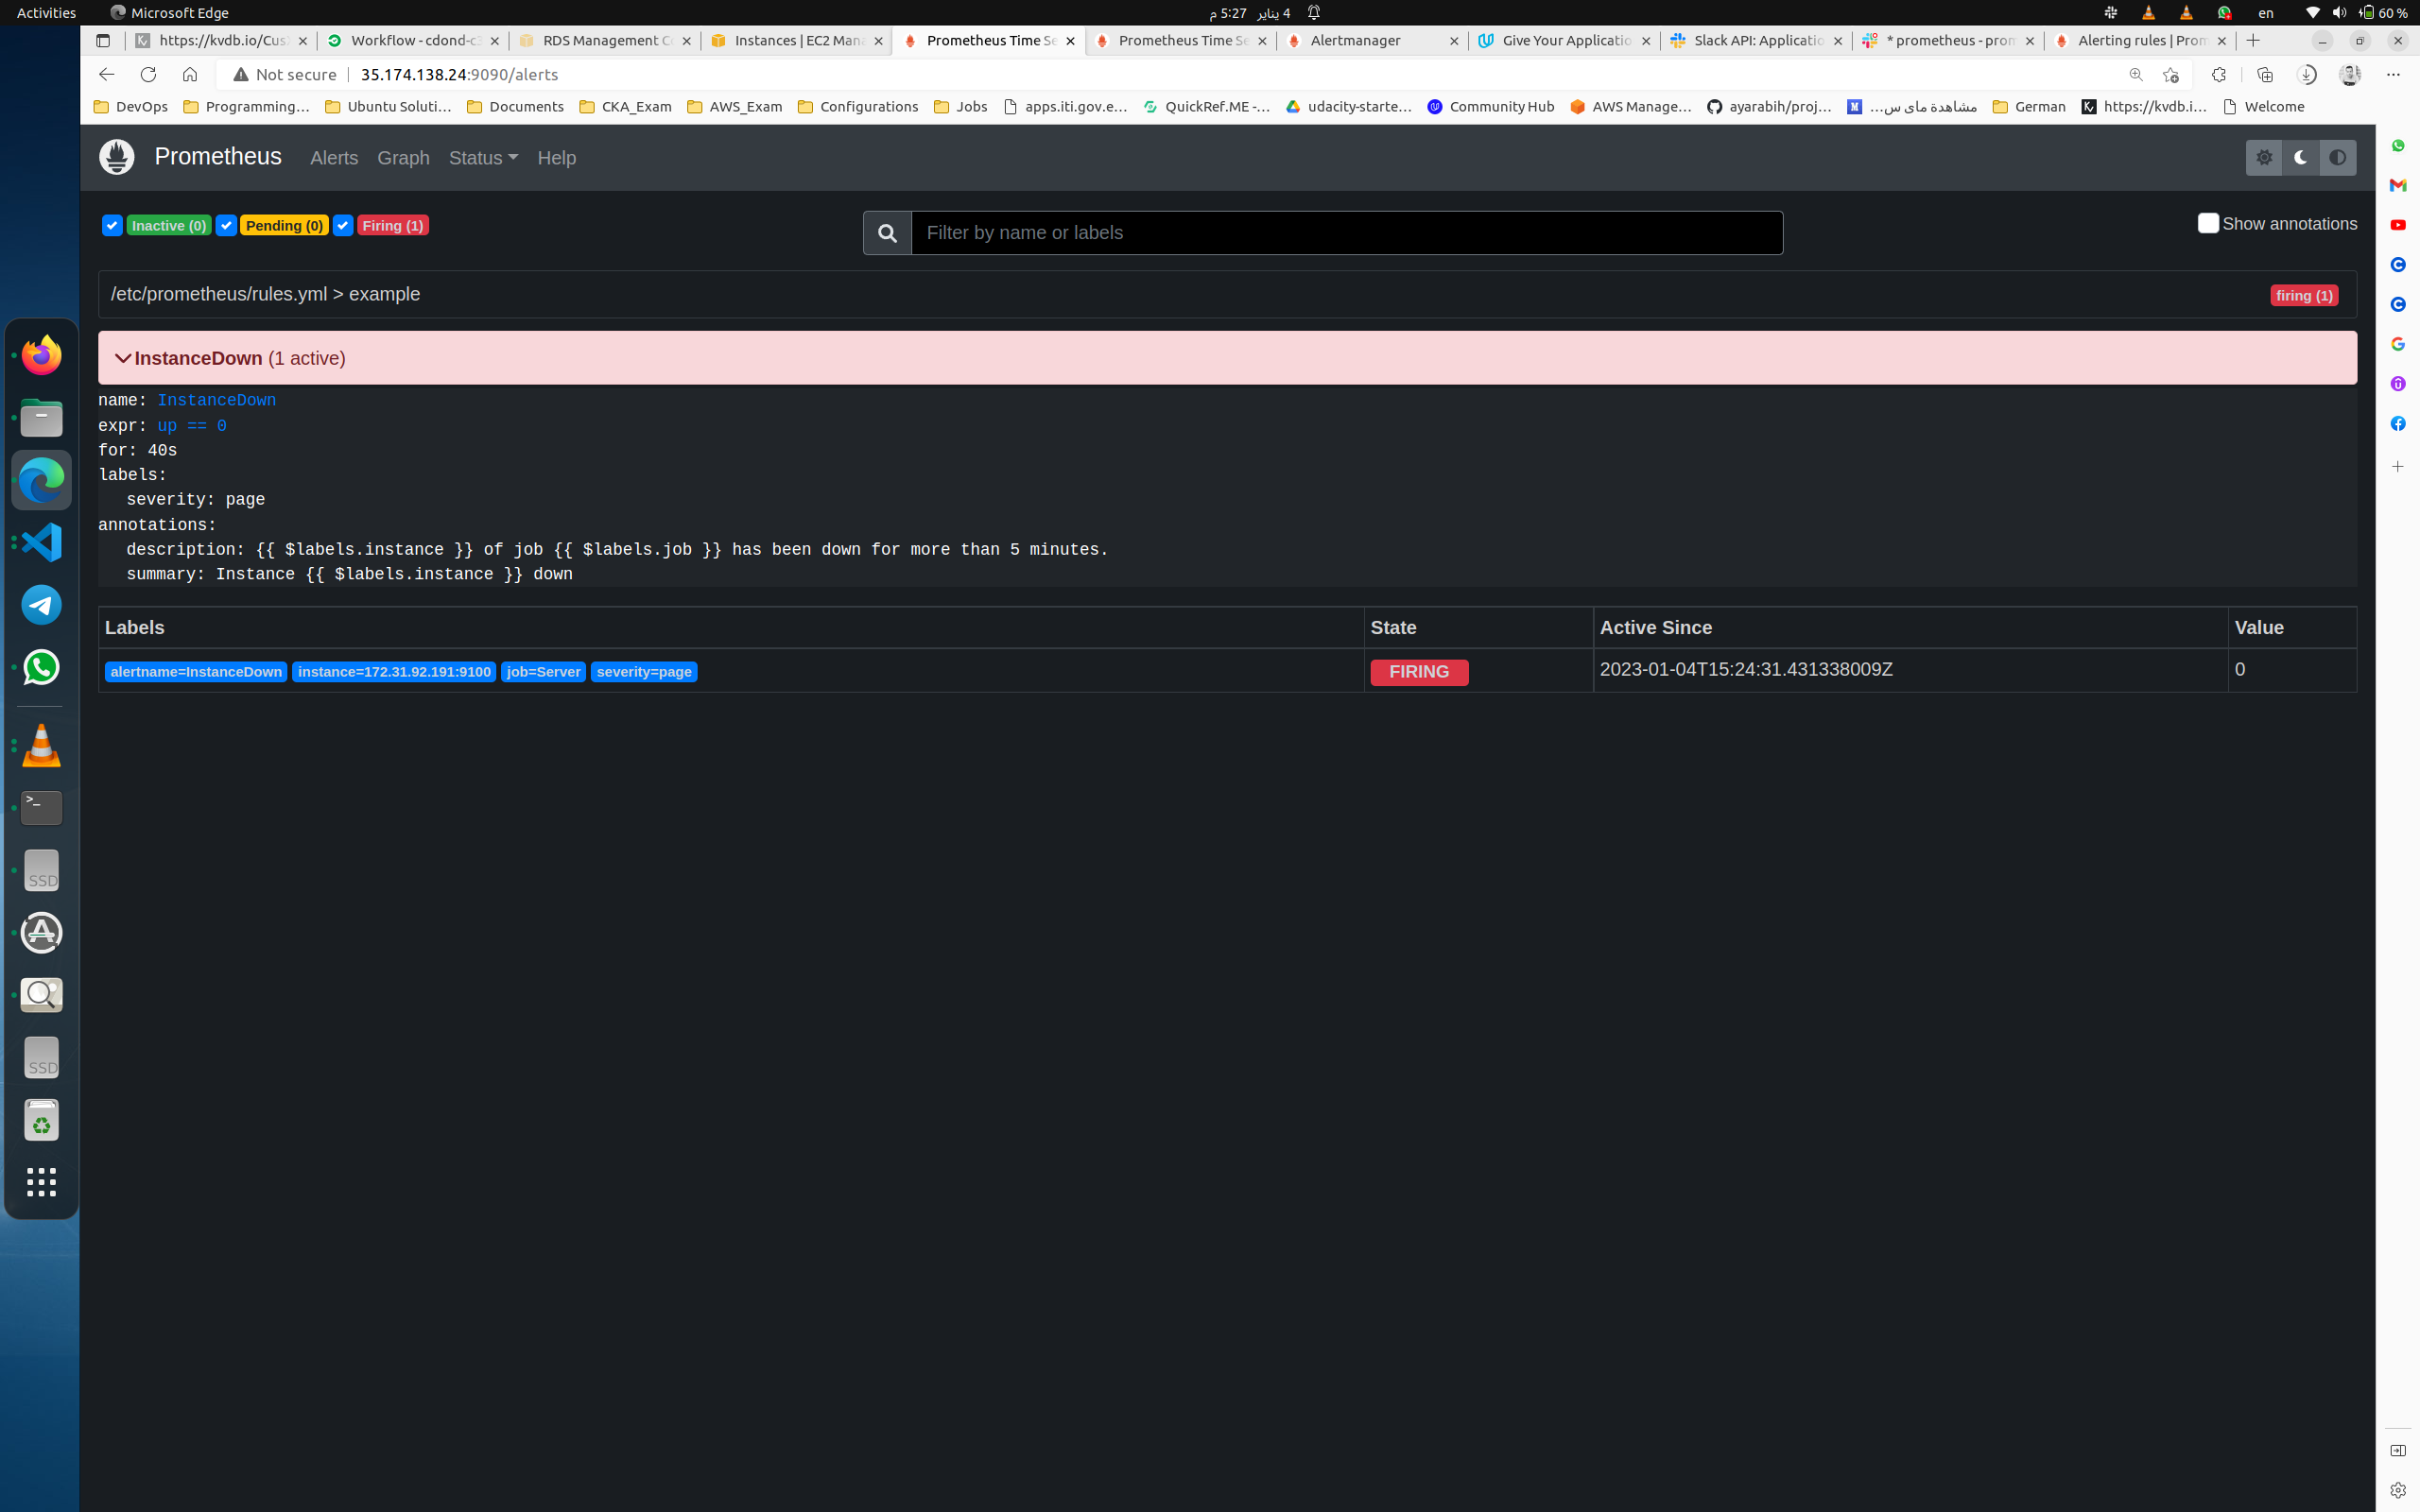 Activities Microsoft Edge 4 يناير 5:27 م en 60 %
https://kvdb.io/Cus Workflow - cdond-c3 RDS Management Co Instances | EC2 Mana Prometheus Time Se Prometheus Time Se Alertmanager Give Your Applicatio Slack API: Applicatio * prometheus - prom Alerting rules | Prom
Not secure 35.174.138.24:9090/alerts
DevOps Programming… Ubuntu Soluti… Documents CKA_Exam AWS_Exam Configurations Jobs apps.iti.gov.e… QuickRef.ME -… udacity-starte… Community Hub AWS Manage… ayarabih/proj… مشاهدة ماى س… German https://kvdb.i… Welcome
Prometheus Alerts Graph Status Help
Inactive (0) Pending (0) Firing (1) Filter by name or labels Show annotations
/etc/prometheus/rules.yml > example firing (1)
InstanceDown (1 active)
name: InstanceDown
expr: up == 0
for: 40s
labels:
severity: page
annotations:
description: {{ $labels.instance }} of job {{ $labels.job }} has been down for more than 5 minutes.
summary: Instance {{ $labels.instance }} down
Labels State Active Since Value
alertname=InstanceDown instance=172.31.92.191:9100 job=Server severity=page FIRING 2023-01-04T15:24:31.431338009Z 0
SSD
SSD